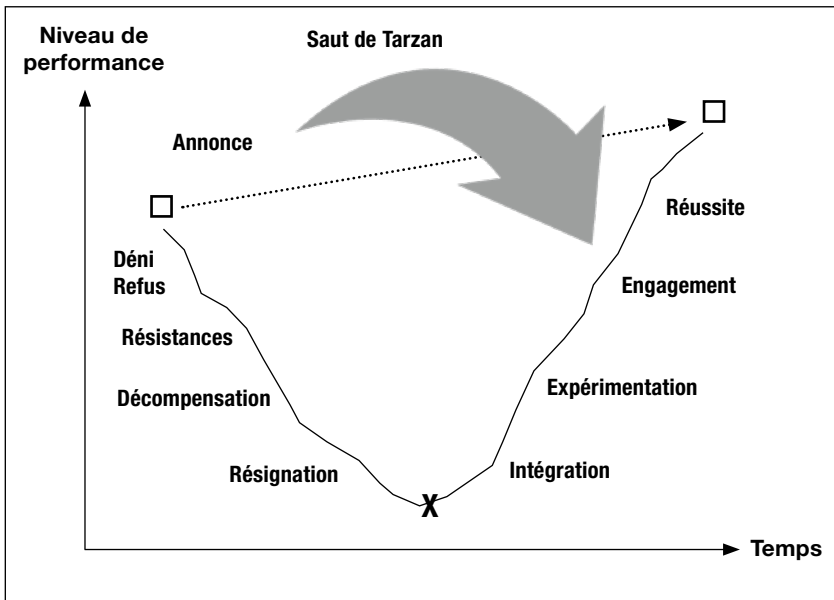 Niveau de
performance
Saut de Tarzan
Annonce
Déni
Refus
Résistances
Décompensation
Résignation
X
Intégration
Expérimentation
Engagement
Réussite
Temps